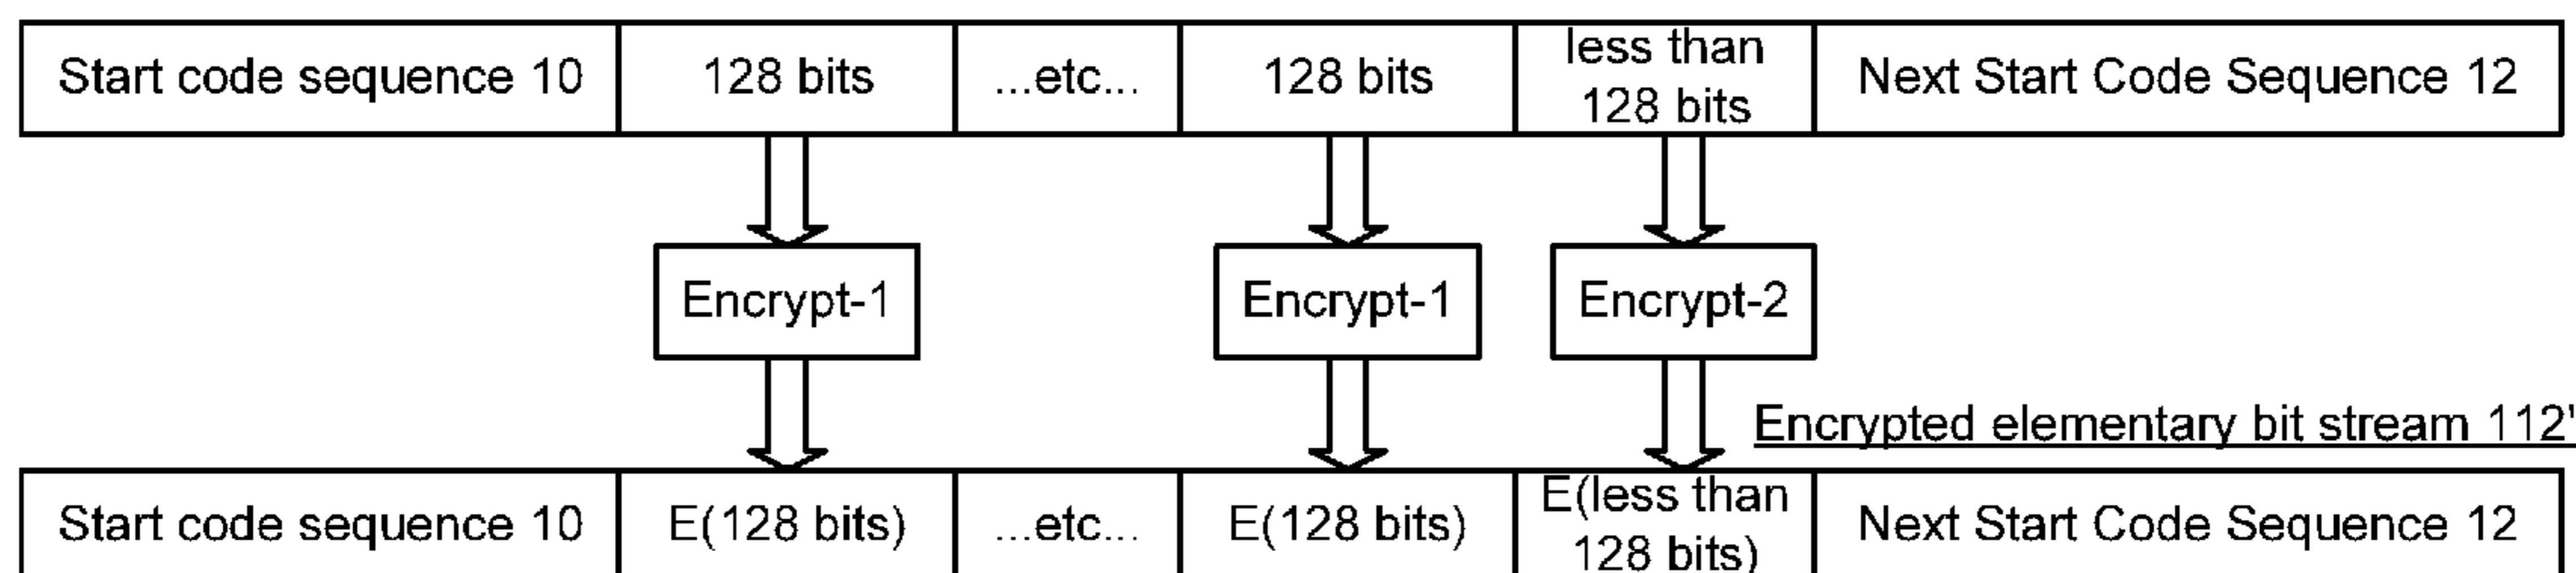 Start code sequence 10
128 bits
...etc...
128 bits
less than
128 bits
Next Start Code Sequence 12
Encrypt-1
Encrypt-1
Encrypt-2
Encrypted elementary bit stream 112'
Start code sequence 10
E(128 bits)
...etc...
E(128 bits)
E(less than
128 bits)
Next Start Code Sequence 12